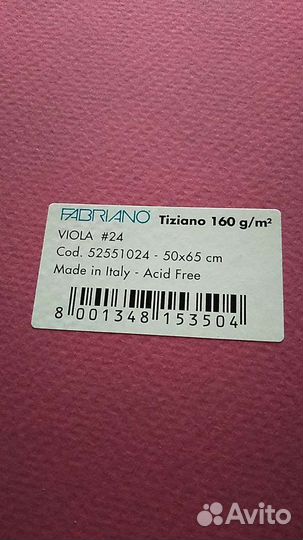 FABRIANO Tiziano 160 g/m²
VIOLA #24
Cod. 52551024 - 50x65 cm
Made in Italy - Acid Free
8 001348 153504
Avito